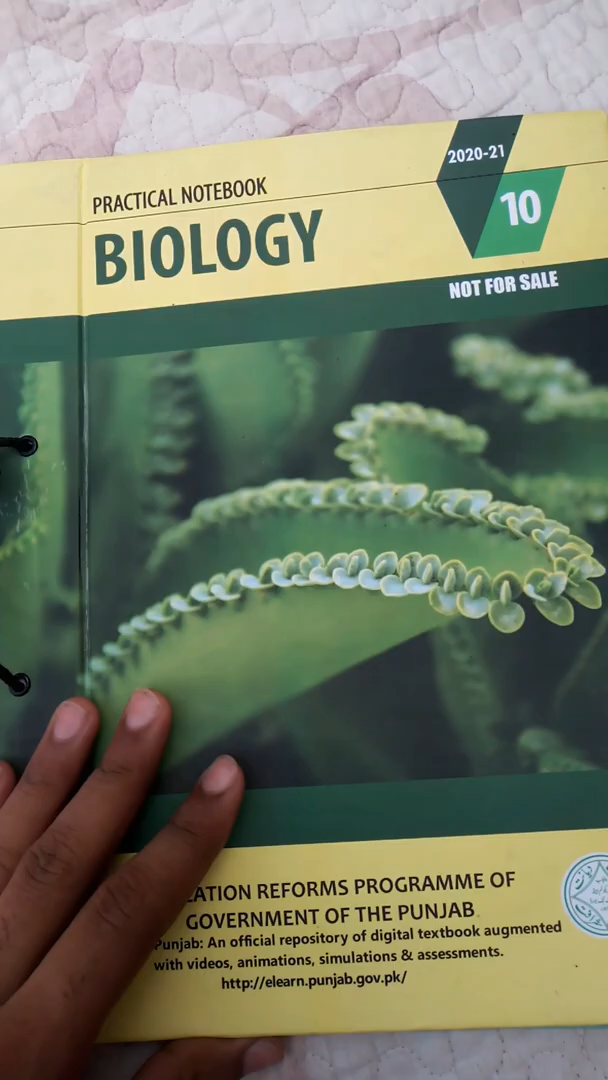 2020-21
PRACTICAL NOTEBOOK
10
BIOLOGY
NOT FOR SALE
REFORMS PROGRAMME OF
GOVERNMENT OF THE PUNJAB
Punjab: An official repository of digital textbook augmented
with videos, animations, simulations & assessments.
http://elearn.punjab.gov.pk/